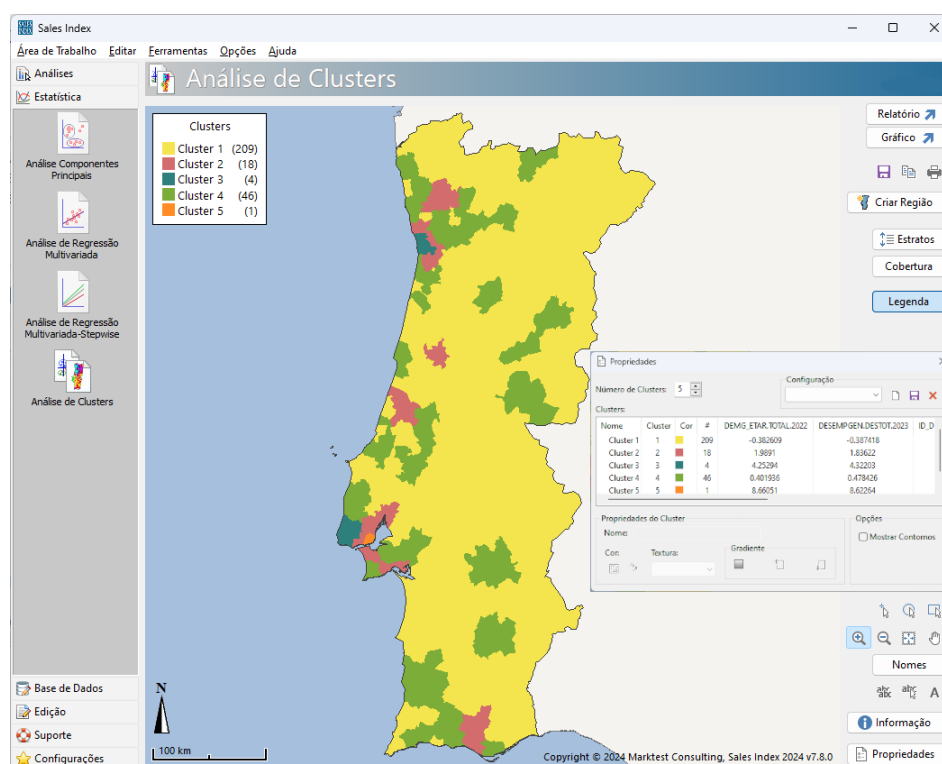 Sales Index
Área de Trabalho Editar Ferramentas Opções Ajuda
Análises
Estatística
Análise Componentes
Principais
Análise de Regressão
Multivariada
Análise de Regressão
Multivariada-Stepwise
Análise de Clusters
Base de Dados
Edição
Suporte
Configurações
Análise de Clusters
Clusters
Cluster 1 (209)
Cluster 2 (18)
Cluster 3 (4)
Cluster 4 (46)
Cluster 5 (1)
N
100 km
Copyright © 2024 Marktest Consulting, Sales Index 2024 v7.8.0
Relatório
Gráfico
Criar Região
Estratos
Cobertura
Legenda
Propriedades
Número de Clusters: 5
Configuração
Clusters:
Nome Cluster Cor # DEMG_ETAR.TOTAL.2022 DESEMPGEN.DESTOT.2023 ID_D
Cluster 1 1 209 -0.382609 -0.387418
Cluster 2 2 18 1.9891 1.83622
Cluster 3 3 4 4.25294 4.32203
Cluster 4 4 46 0.401936 0.478426
Cluster 5 5 1 8.66051 8.62264
Propriedades do Cluster
Nome:
Cor: Textura:
Gradiente
Opções
Mostrar Contornos
Nomes
abc
abc
abc
A
Informação
Propriedades